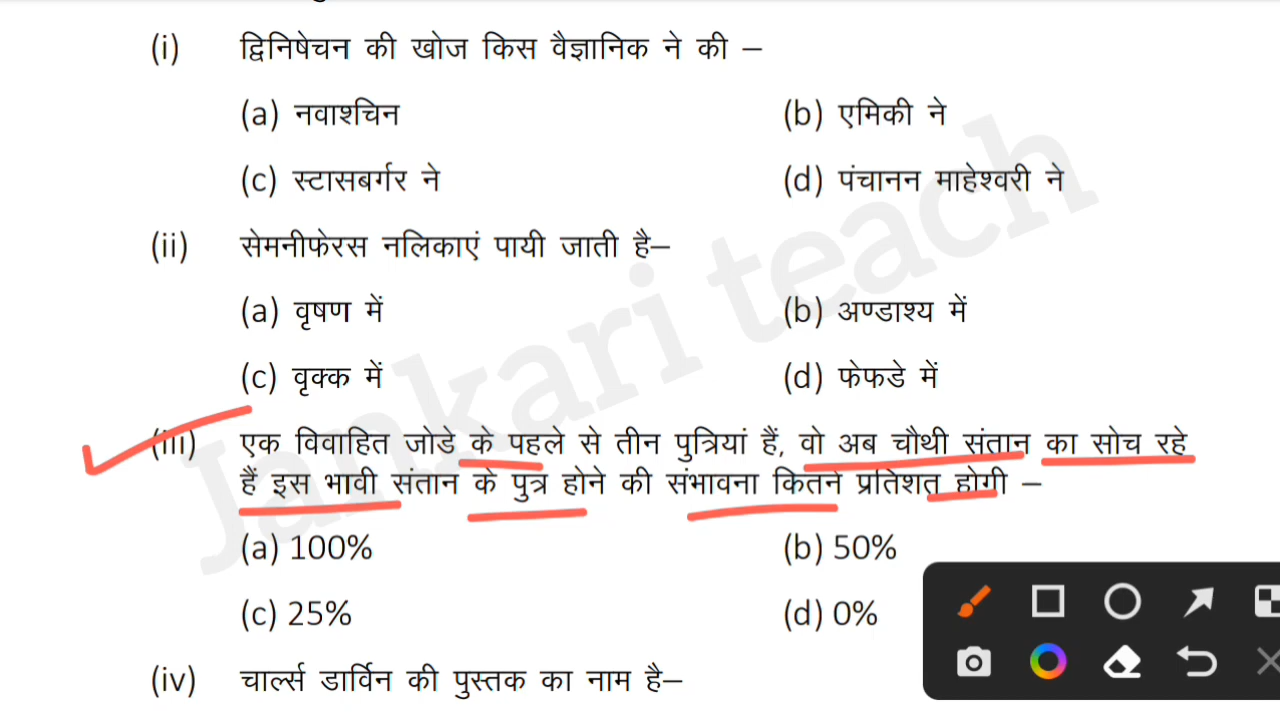 (i) द्विनिषेचन की खोज किस वैज्ञानिक ने की –
(a) नवाश्चिन (b) एमिकी ने
(c) स्टासबर्गर ने (d) पंचानन माहेश्वरी ने
(ii) सेमनीफेरस नलिकाएं पायी जाती है–
(a) वृषण में (b) अण्डाश्य में
(c) वृक्क में (d) फेफडे में
(iii) एक विवाहित जोडे के पहले से तीन पुत्रियां हैं, वो अब चौथी संतान का सोच रहे
हैं इस भावी संतान के पुत्र होने की संभावना कितने प्रतिशत होगी –
(a) 100% (b) 50%
(c) 25% (d) 0%
(iv) चार्ल्स डार्विन की पुस्तक का नाम है–
Jankari teach